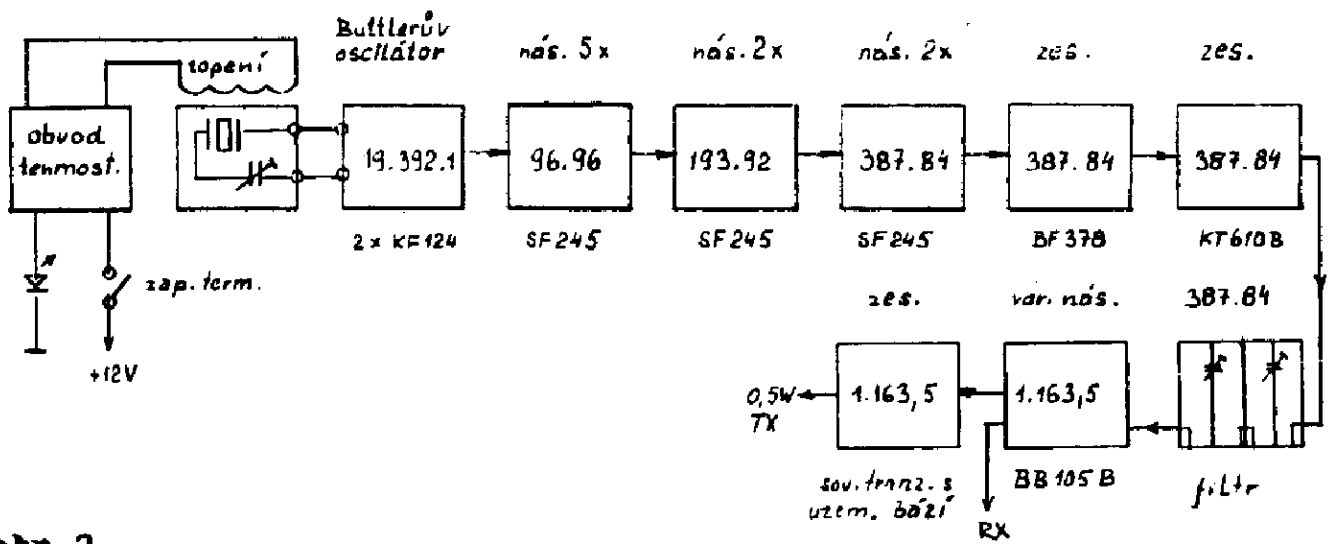 Buttlerův
oscilátor
topení
nás. 5x
nás. 2x
nás. 2x
zes.
zes.
obvod
termost.
19.392.1
96.96
193.92
387.84
387.84
387.84
2 x KF124
SF245
SF245
SF245
BF378
KT610B
zap. term.
+12V
zes.
var. nás.
387.84
0,5W
TX
1.163,5
1.163,5
sov. tranz. s
uzem. bází
BB105B
filtr
RX